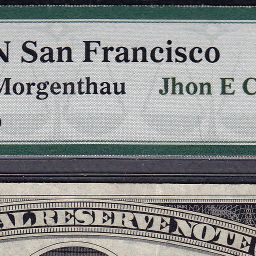 N San Francisco
Morgenthau Jhon E C
AL RESERVE NOTE